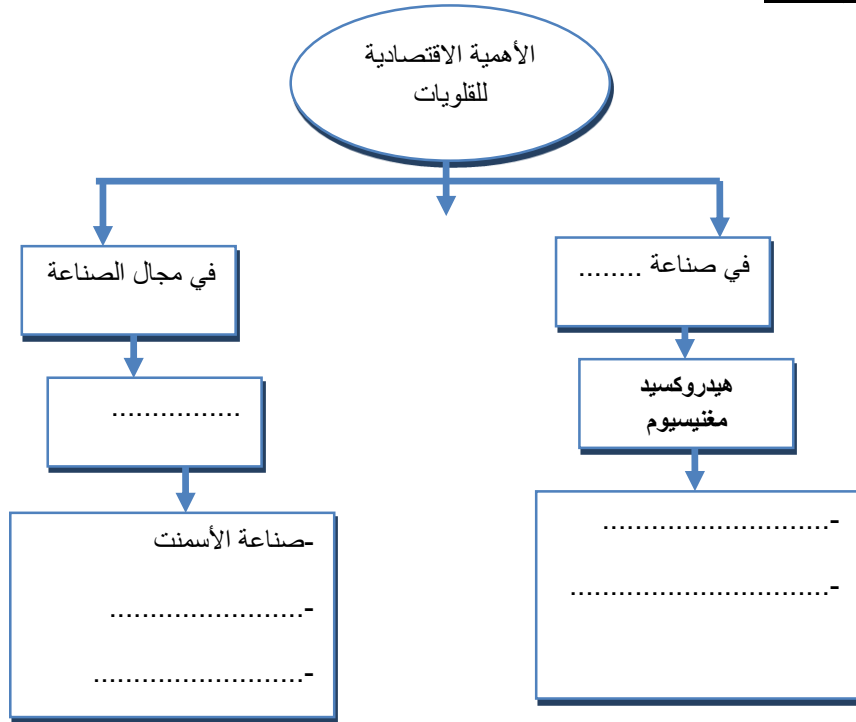 الأهمية الاقتصادية
للقلويات
في صناعة ........
هيدروكسيد
مغنيسيوم
-............................
-................................
في مجال الصناعة
................
-صناعة الأسمنت
-........................
-..........................